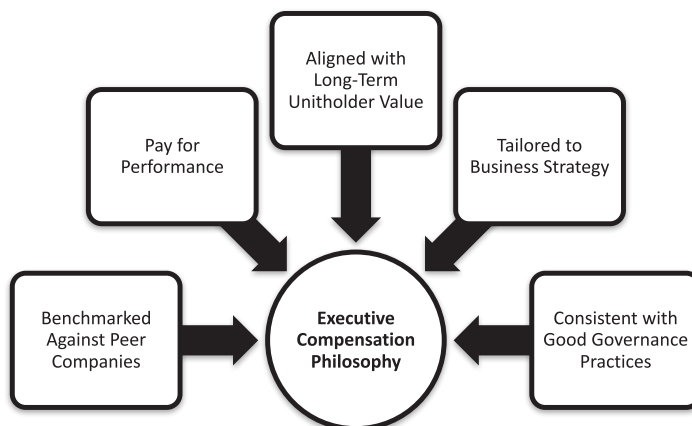 Aligned with
Long-Term
Unitholder Value
Pay for
Performance
Tailored to
Business Strategy
Benchmarked
Against Peer
Companies
Executive
Compensation
Philosophy
Consistent with
Good Governance
Practices